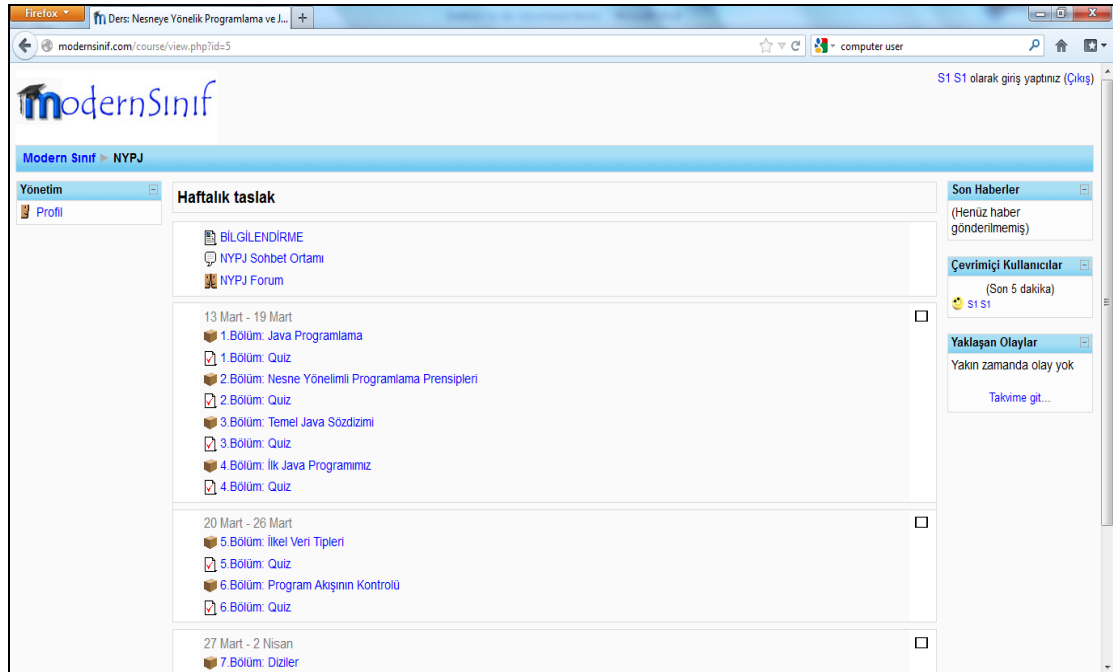 Firefox
Ders: Nesneye Yönelik Programlama ve J...
modernsinif.com/course/view.php?id=5
computer user
modernSınıf
S1 S1 olarak giriş yaptınız (Çıkış)
Modern Sınıf ► NYPJ
Yönetim
Profil
Haftalık taslak
BİLGİLENDİRME
NYPJ Sohbet Ortamı
NYPJ Forum
13 Mart - 19 Mart
1.Bölüm: Java Programlama
1.Bölüm: Quiz
2.Bölüm: Nesne Yönelimli Programlama Prensipleri
2.Bölüm: Quiz
3.Bölüm: Temel Java Sözdizimi
3.Bölüm: Quiz
4.Bölüm: İlk Java Programımız
4.Bölüm: Quiz
20 Mart - 26 Mart
5.Bölüm: İlkel Veri Tipleri
5.Bölüm: Quiz
6.Bölüm: Program Akışının Kontrolü
6.Bölüm: Quiz
27 Mart - 2 Nisan
7.Bölüm: Diziler
Son Haberler
(Henüz haber
gönderilmemiş)
Çevrimiçi Kullanıcılar
(Son 5 dakika)
S1 S1
Yaklaşan Olaylar
Yakın zamanda olay yok
Takvime git...